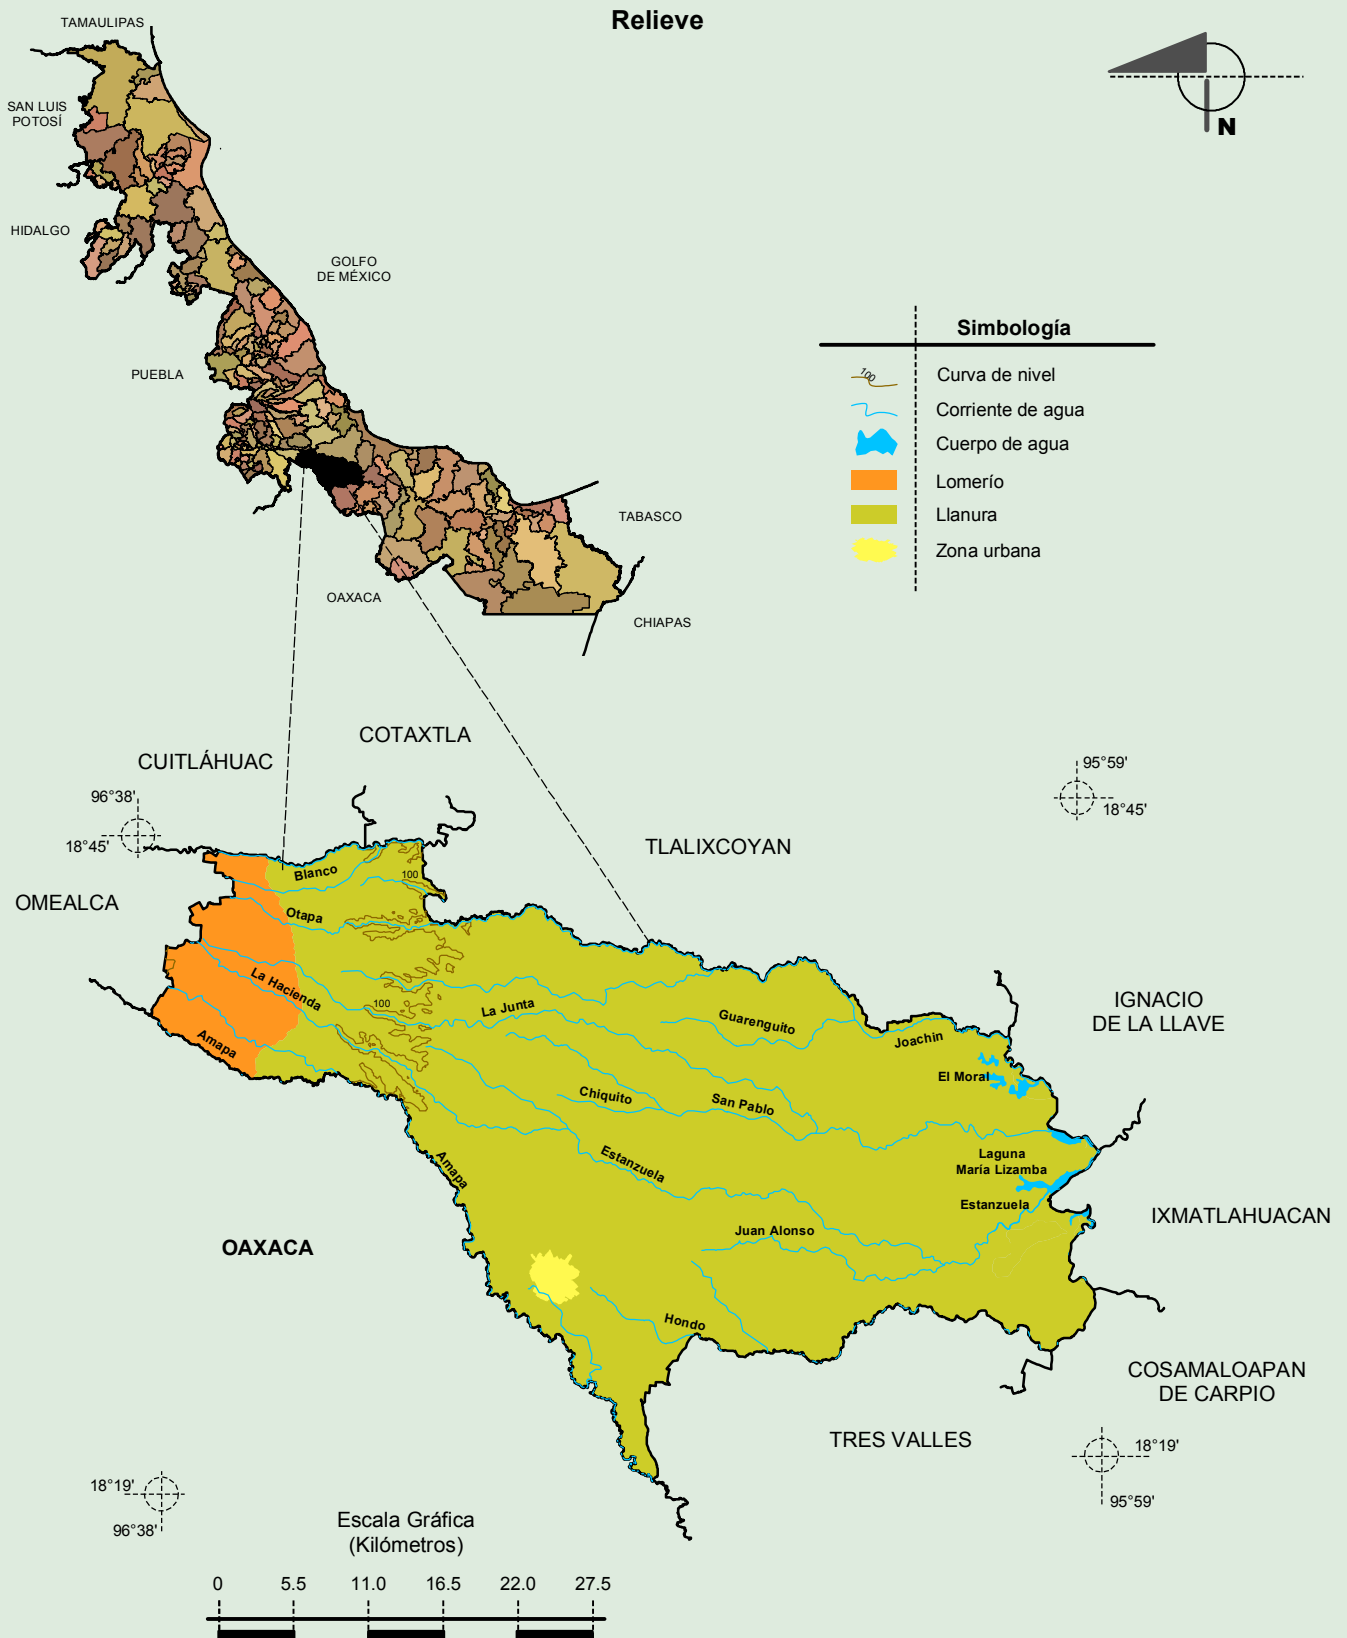 Relieve
TAMAULIPAS
SAN LUIS
POTOSÍ
HIDALGO
GOLFO
DE MÉXICO
PUEBLA
TABASCO
OAXACA
CHIAPAS
N
Simbología
100
Curva de nivel
Corriente de agua
Cuerpo de agua
Lomerío
Llanura
Zona urbana
COTAXTLA
CUITLÁHUAC
96°38'
18°45'
95°59'
18°45'
TLALIXCOYAN
OMEALCA
Blanco
100
Otapa
La Hacienda
100
La Junta
Guarenguito
Joachin
IGNACIO
DE LA LLAVE
Amapa
El Moral
Chiquito
San Pablo
Amapa
Estanzuela
Laguna
María Lizamba
Estanzuela
Juan Alonso
IXMATLAHUACAN
OAXACA
Hondo
COSAMALOAPAN
DE CARPIO
TRES VALLES
18°19'
95°59'
18°19'
96°38'
Escala Gráfica
(Kilómetros)
0 5.5 11.0 16.5 22.0 27.5